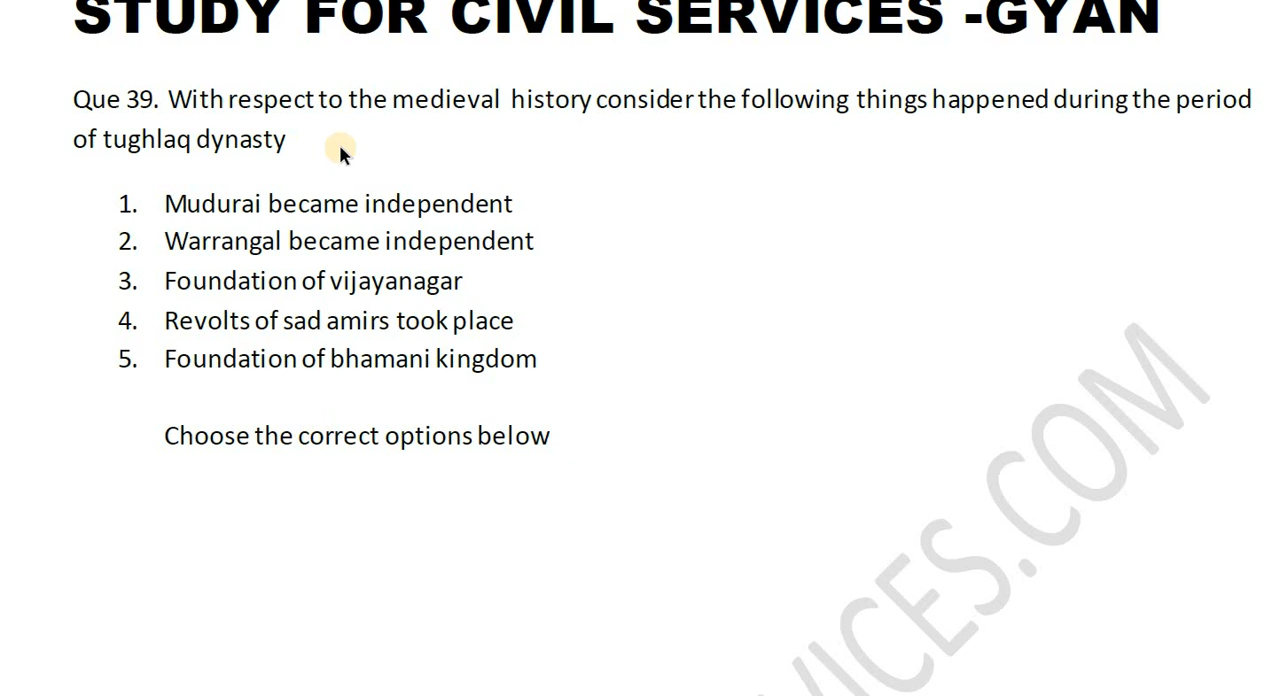 STUDY FOR CIVIL SERVICES -GYAN
Que 39. With respect to the medieval history consider the following things happened during the period
of tughlaq dynasty
1. Mudurai became independent
2. Warrangal became independent
3. Foundation of vijayanagar
4. Revolts of sad amirs took place
5. Foundation of bhamani kingdom
Choose the correct options below
VICES.COM